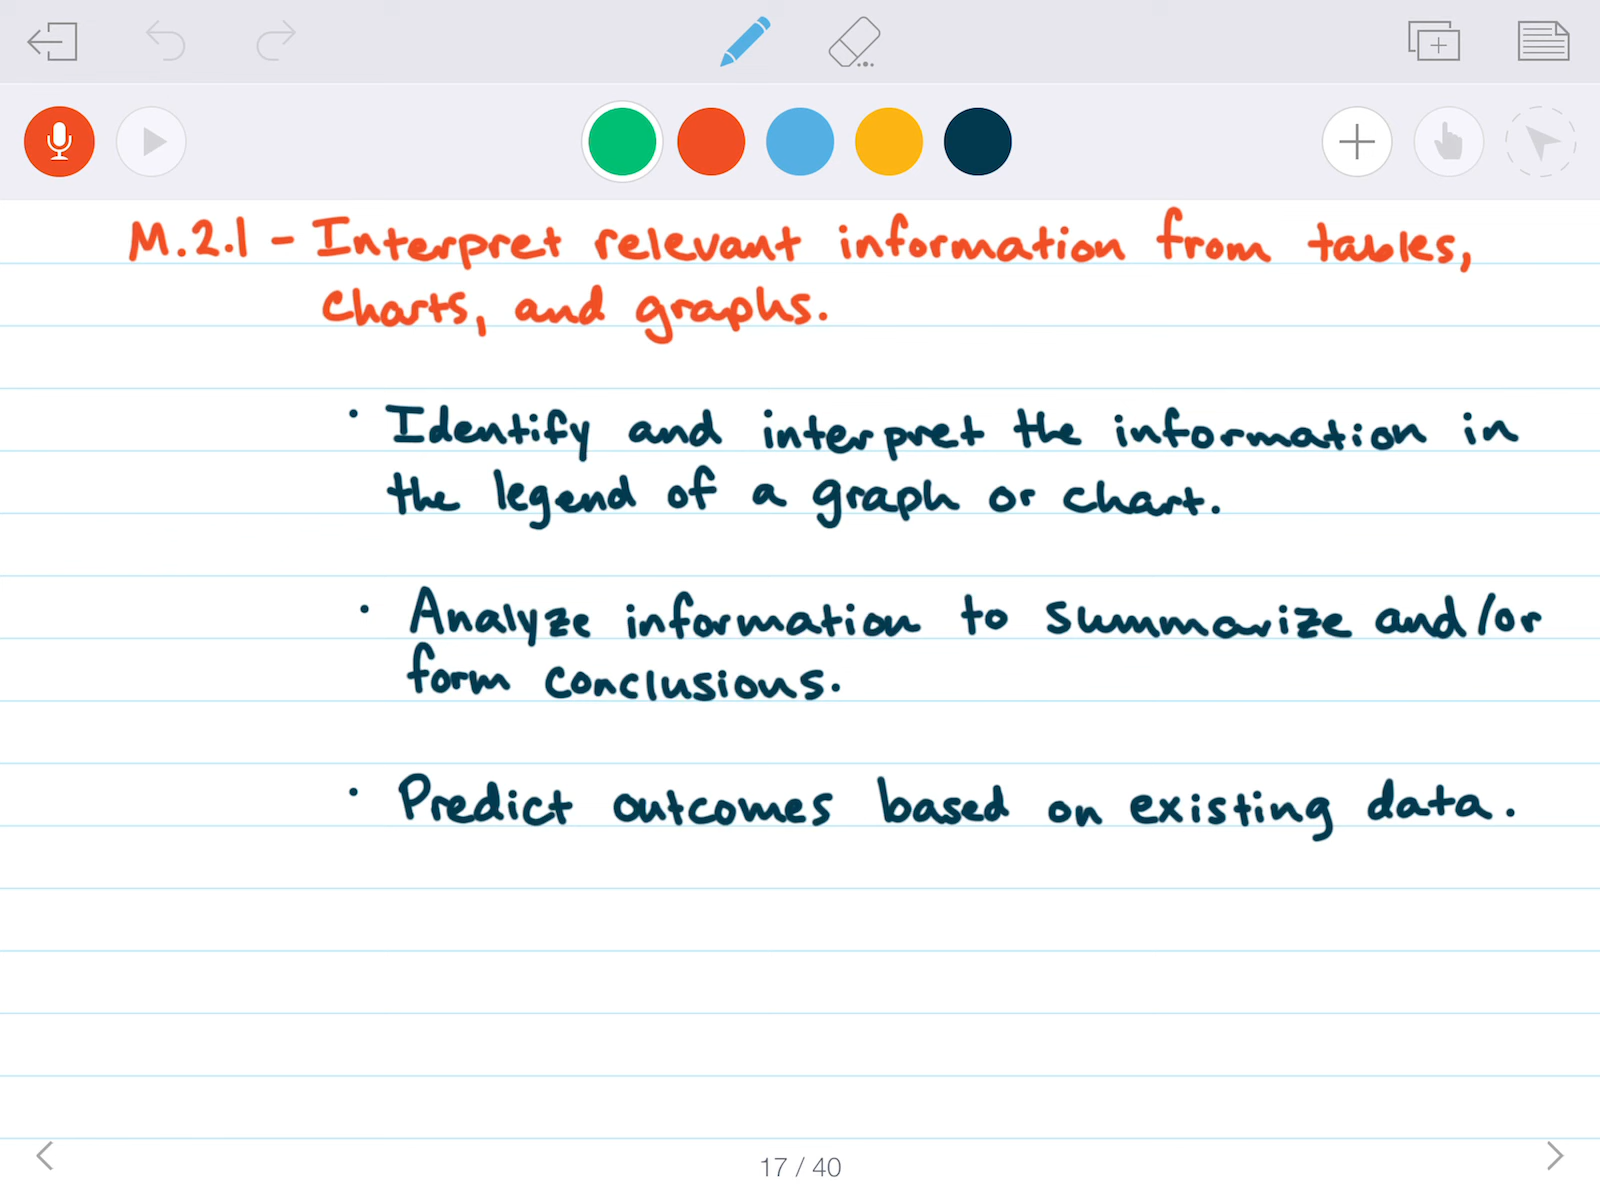 M.2.1 - Interpret relevant information from tables,
charts, and graphs.
· Identify and interpret the information in
the legend of a graph or chart.
· Analyze information to summarize and/or
form conclusions.
· Predict outcomes based on existing data.
17 / 40